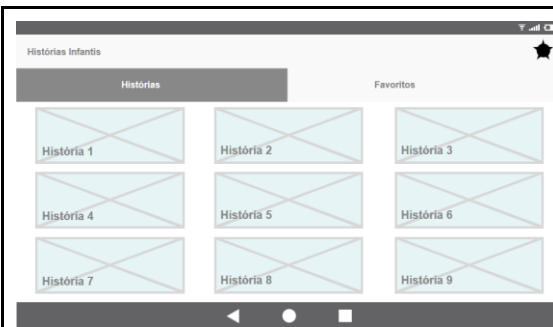 Histórias Infantis
Histórias Favoritos
História 1 História 2 História 3
História 4 História 5 História 6
História 7 História 8 História 9